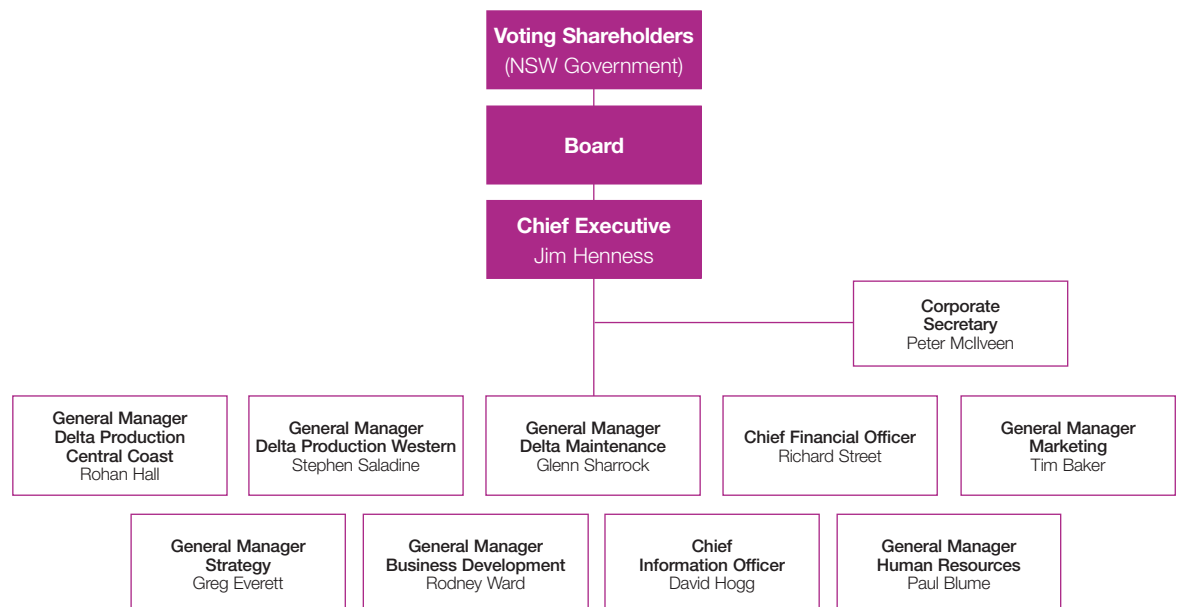 Voting Shareholders
(NSW Government)
Board
Chief Executive
Jim Henness
Corporate
Secretary
Peter McIlveen
General Manager
Delta Production
Central Coast
Rohan Hall
General Manager
Delta Production Western
Stephen Saladine
General Manager
Delta Maintenance
Glenn Sharrock
Chief Financial Officer
Richard Street
General Manager
Marketing
Tim Baker
General Manager
Strategy
Greg Everett
General Manager
Business Development
Rodney Ward
Chief
Information Officer
David Hogg
General Manager
Human Resources
Paul Blume